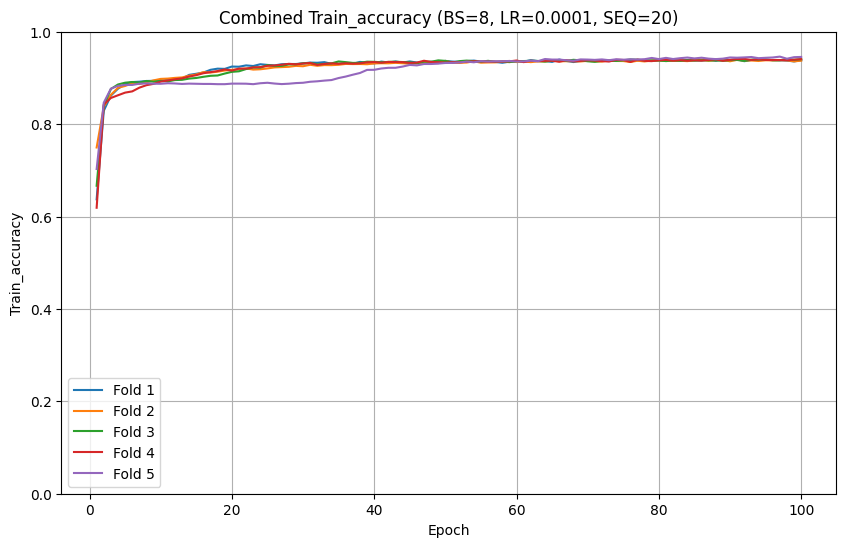 Combined Train_accuracy (BS=8, LR=0.0001, SEQ=20)
Train_accuracy
1.0
0.8
0.6
0.4
0.2
0.0
Fold 1
Fold 2
Fold 3
Fold 4
Fold 5
0 20 40 60 80 100
Epoch